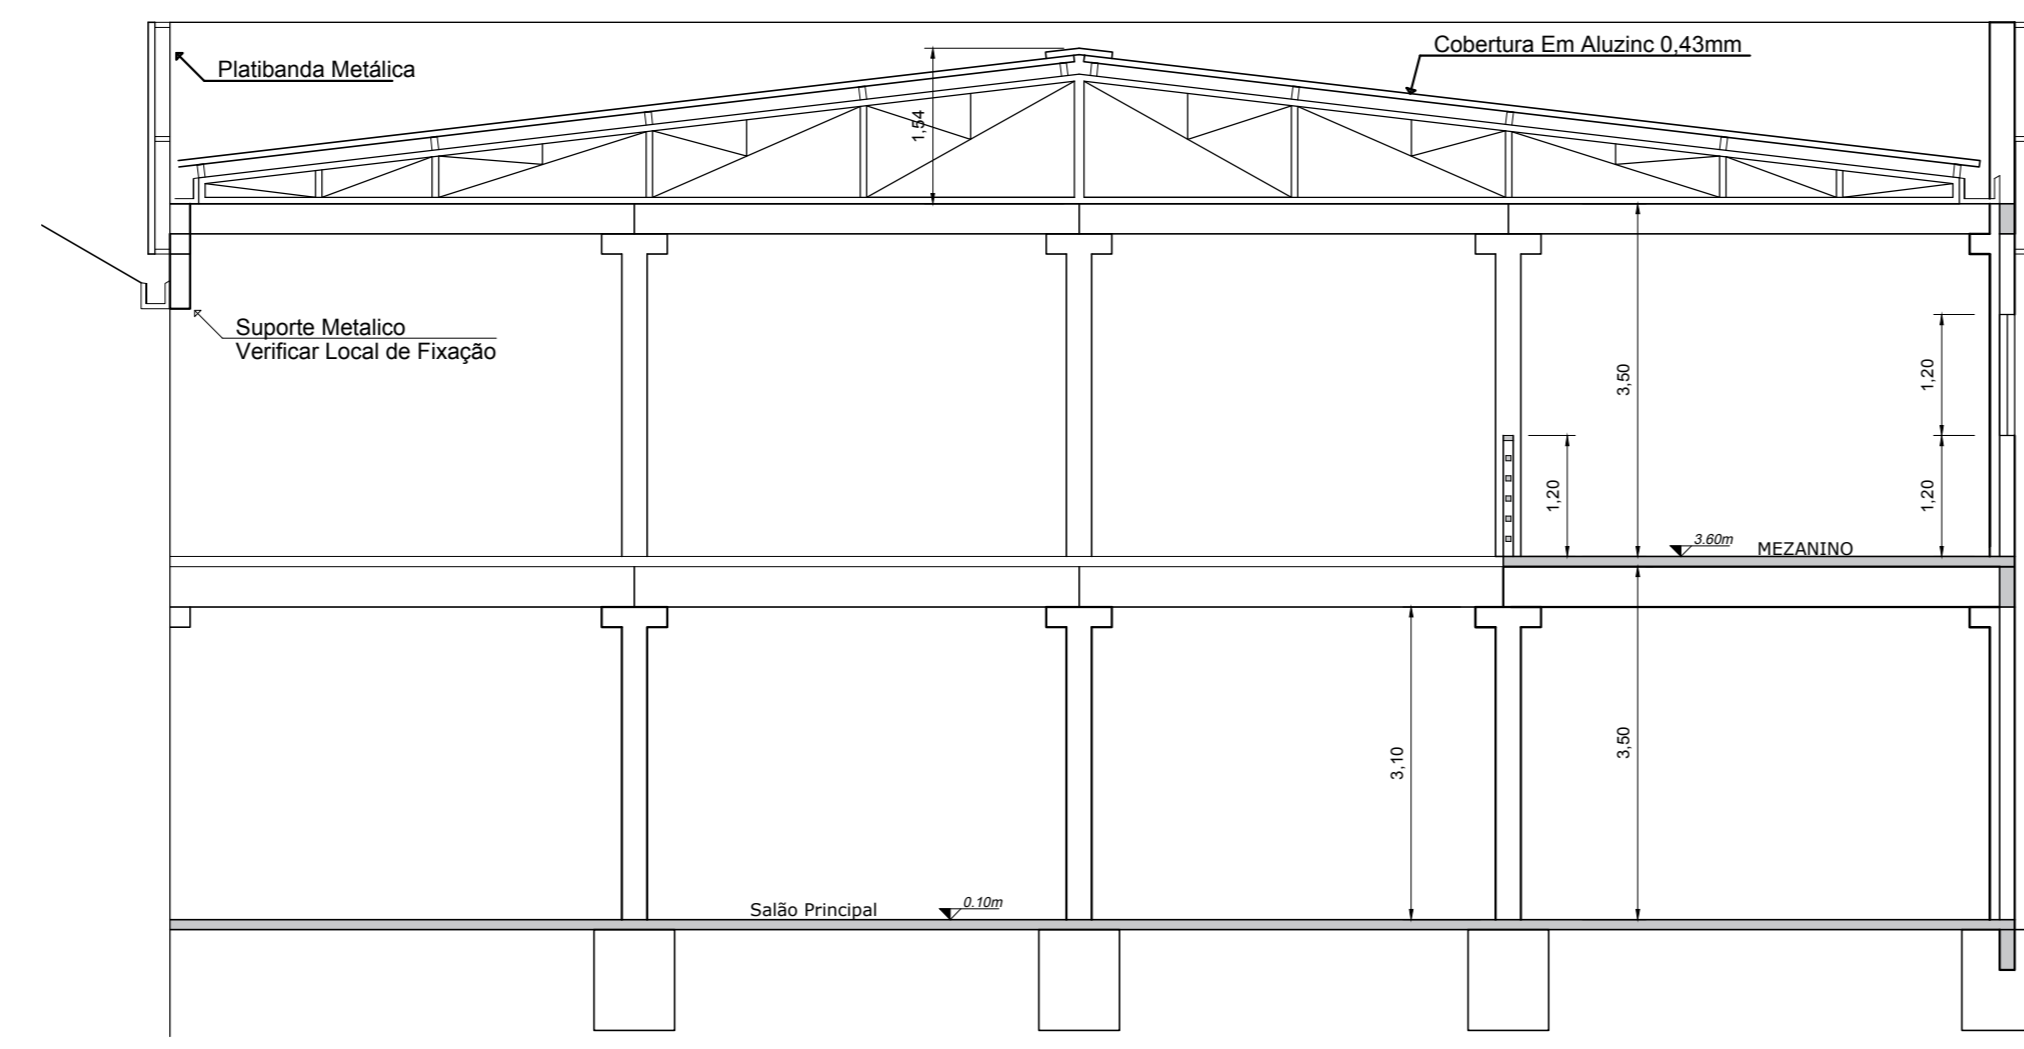 Cobertura Em Aluzinc 0,43mm
Platibanda Metálica
1,54
Suporte Metalico
Verificar Local de Fixação
3,50
1,20
1,20
1,20
3.60m
MEZANINO
3,10
3,50
Salão Principal
0.10m